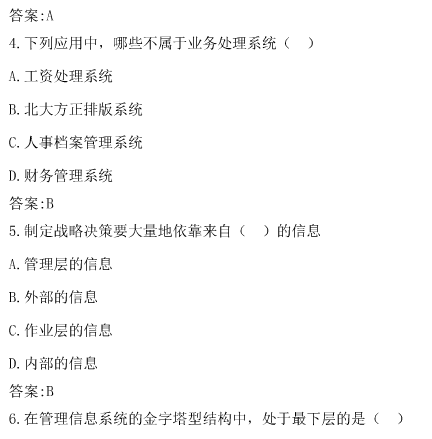 答案:A
4.下列应用中，哪些不属于业务处理系统（ ）
A.工资处理系统
B.北大方正排版系统
C.人事档案管理系统
D.财务管理系统
答案:B
5.制定战略决策要大量地依靠来自（ ）的信息
A.管理层的信息
B.外部的信息
C.作业层的信息
D.内部的信息
答案:B
6.在管理信息系统的金字塔型结构中，处于最下层的是（ ）